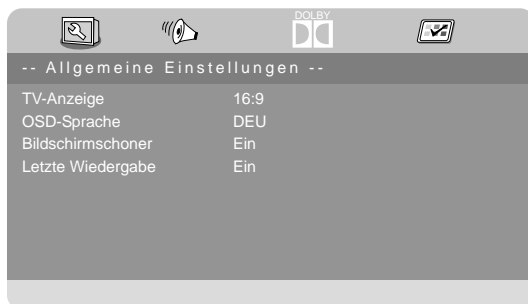 DOLBY
-- Allgemeine Einstellungen --
TV-Anzeige 16:9
OSD-Sprache DEU
Bildschirmschoner Ein
Letzte Wiedergabe Ein